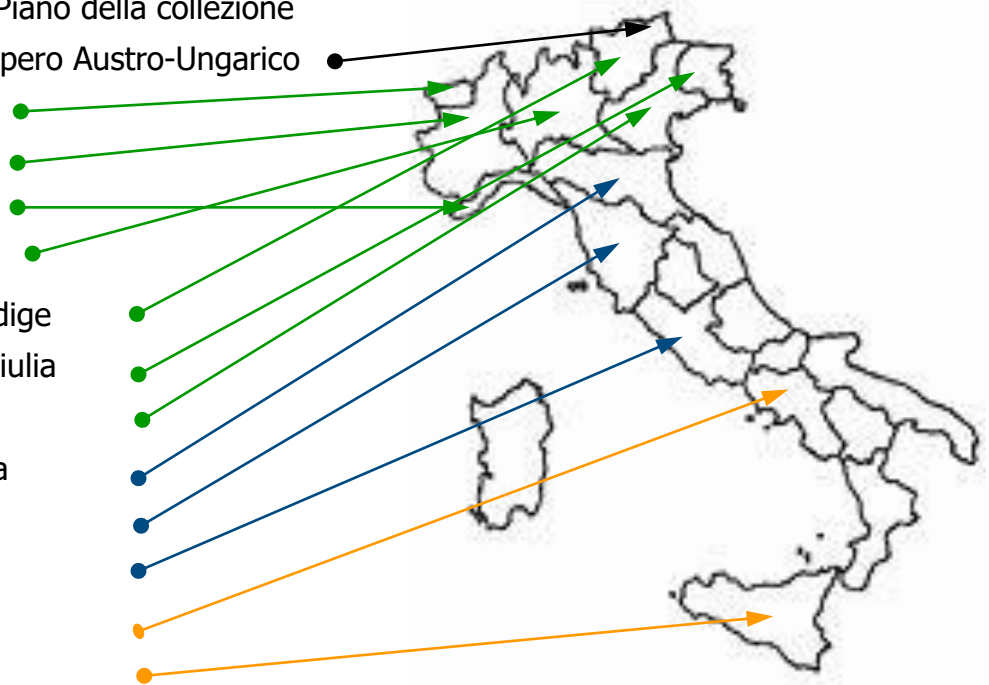 Piano della collezione
pero Austro-Ungarico
dige
iulia
a